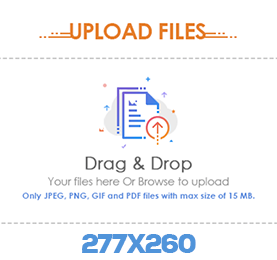 UPLOAD FILES
Drag & Drop
Your files here Or Browse to upload
Only JPEG, PNG, GIF and PDF files with max size of 15 MB.
277X260